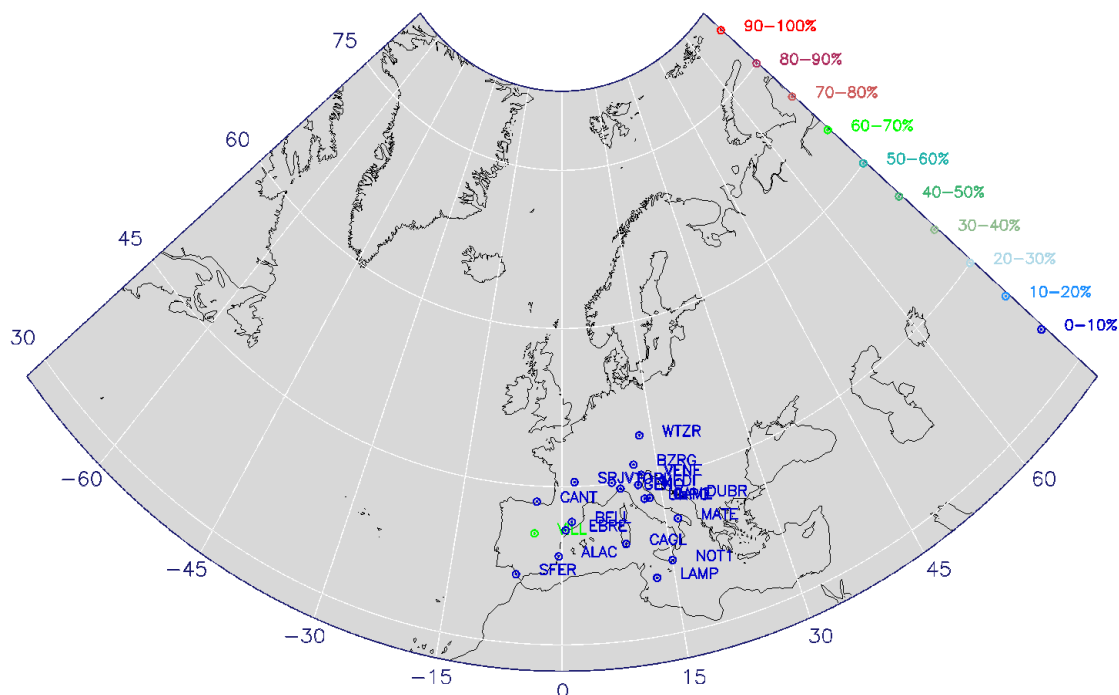 90-100%
75
80-90%
70-80%
60
60-70%
50-60%
40-50%
45
30-40%
20-30%
10-20%
30
0-10%
WTZR
BZRG
VENE
DUBR
CANT
MATE
BELL
EBRE
VILL
CAGL
ALAC
NOTT
SFER
LAMP
-60
60
-45
45
-30
30
-15
15
0